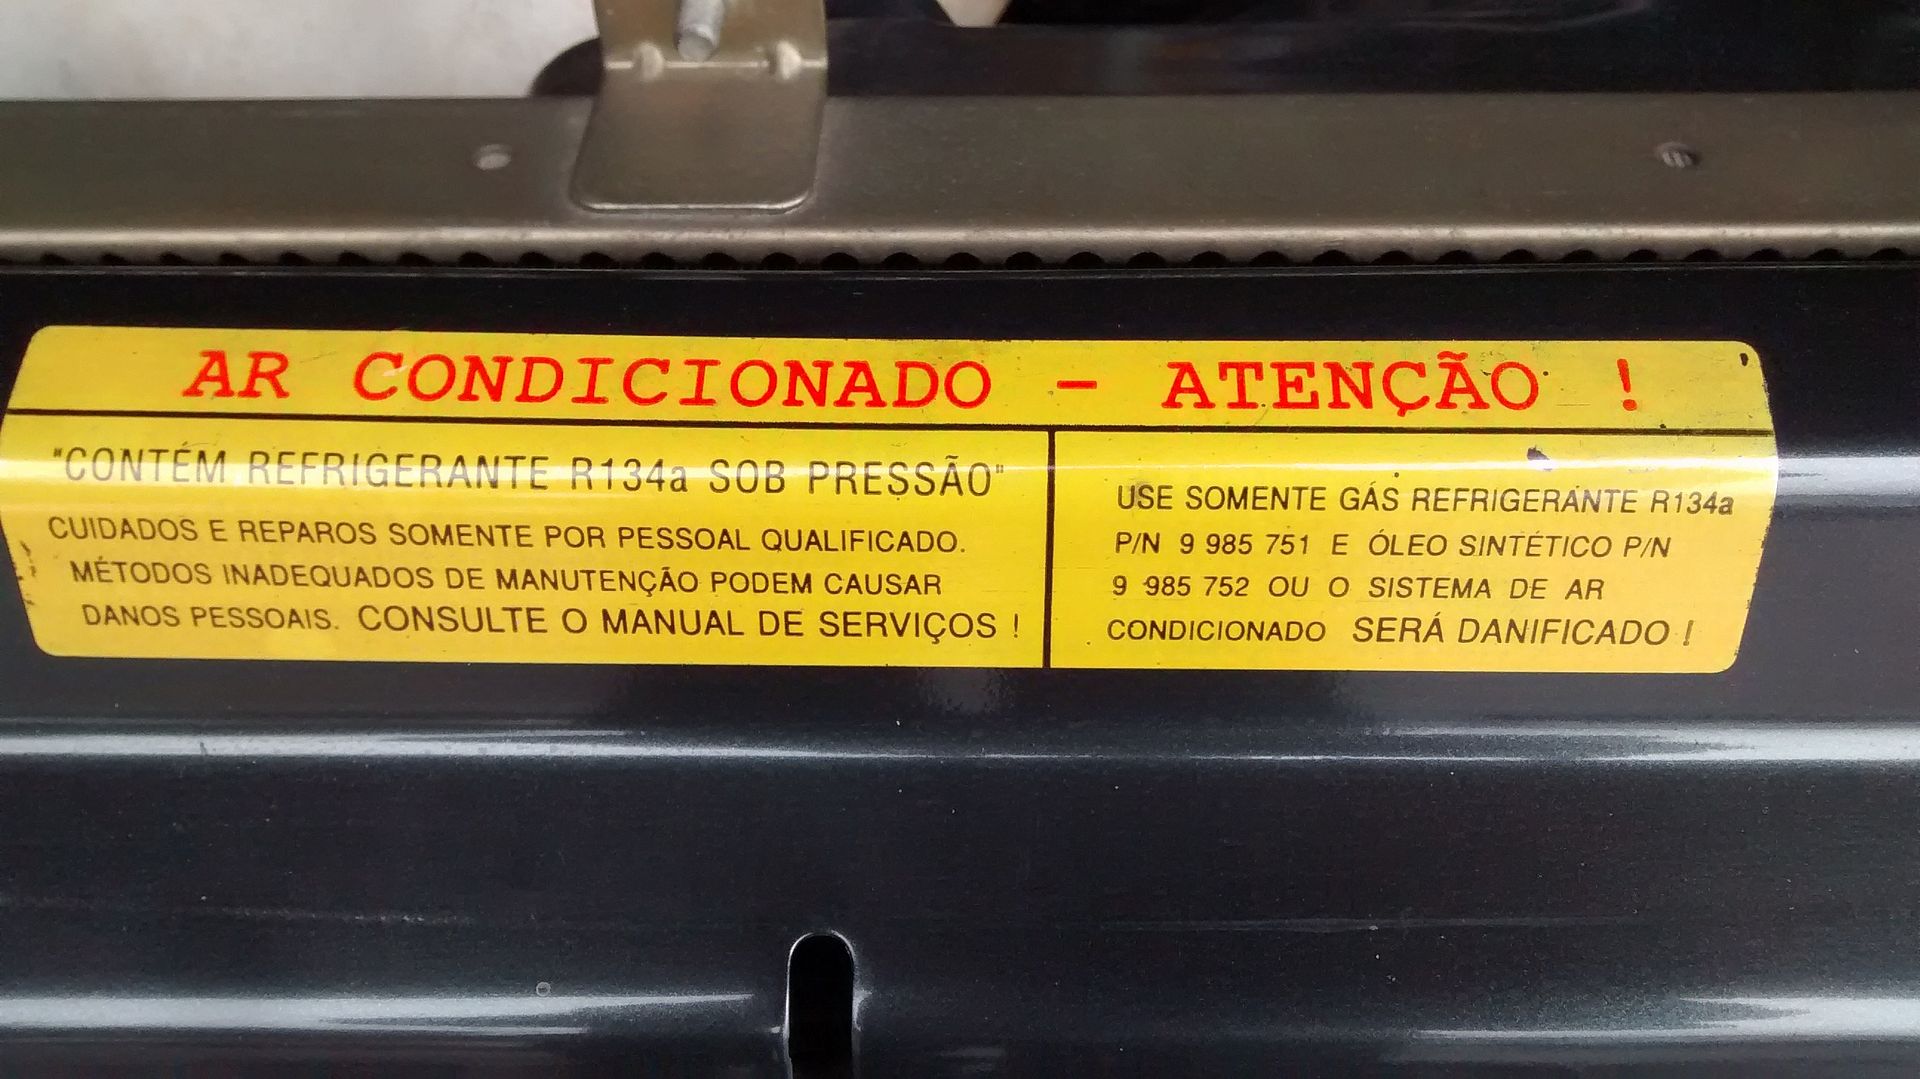 AR CONDICIONADO - ATENÇÃO !
"CONTÉM REFRIGERANTE R134a SOB PRESSÃO"
CUIDADOS E REPAROS SOMENTE POR PESSOAL QUALIFICADO.
MÉTODOS INADEQUADOS DE MANUTENÇÃO PODEM CAUSAR
DANOS PESSOAIS. CONSULTE O MANUAL DE SERVIÇOS !
USE SOMENTE GÁS REFRIGERANTE R134a
P/N 9 985 751 E ÓLEO SINTÉTICO P/N
9 985 752 OU O SISTEMA DE AR
CONDICIONADO SERÁ DANIFICADO !